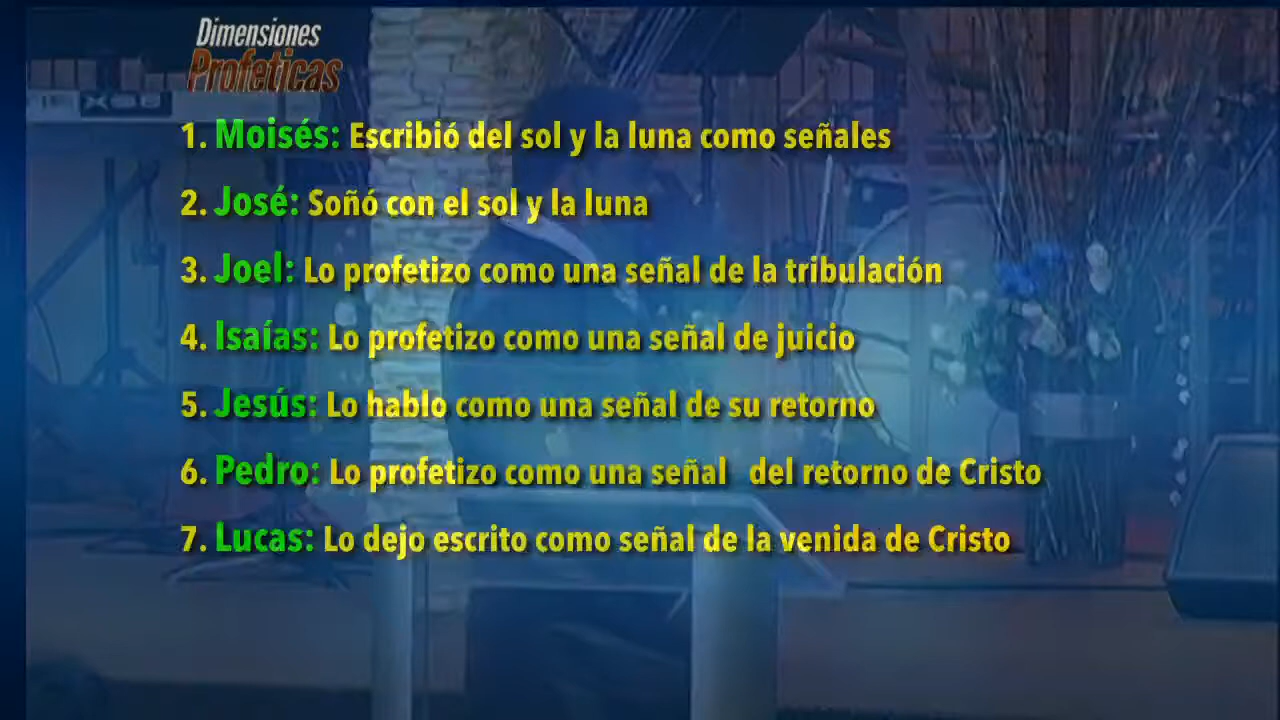 Dimensiones
Profeticas
1. Moisés: Escribió del sol y la luna como señales
2. José: Soñó con el sol y la luna
3. Joel: Lo profetizo como una señal de la tribulación
4. Isaías: Lo profetizo como una señal de juicio
5. Jesús: Lo hablo como una señal de su retorno
6. Pedro: Lo profetizo como una señal del retorno de Cristo
7. Lucas: Lo dejo escrito como señal de la venida de Cristo